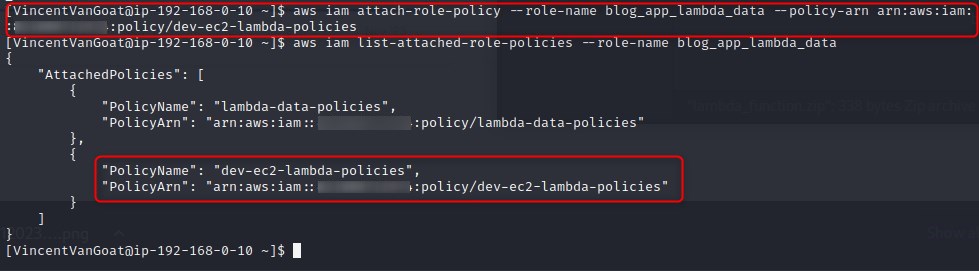 [VincentVanGoat@ip-192-168-0-10 ~]$ aws iam attach-role-policy --role-name blog_app_lambda_data --policy-arn arn:aws:iam:
: :policy/dev-ec2-lambda-policies
[VincentVanGoat@ip-192-168-0-10 ~]$ aws iam list-attached-role-policies --role-name blog_app_lambda_data
{
    "AttachedPolicies": [
        {
            "PolicyName": "lambda-data-policies",
            "PolicyArn": "arn:aws:iam:: :policy/lambda-data-policies"
        },
        {
            "PolicyName": "dev-ec2-lambda-policies",
            "PolicyArn": "arn:aws:iam:: :policy/dev-ec2-lambda-policies"
        }
    ]
}
[VincentVanGoat@ip-192-168-0-10 ~]$